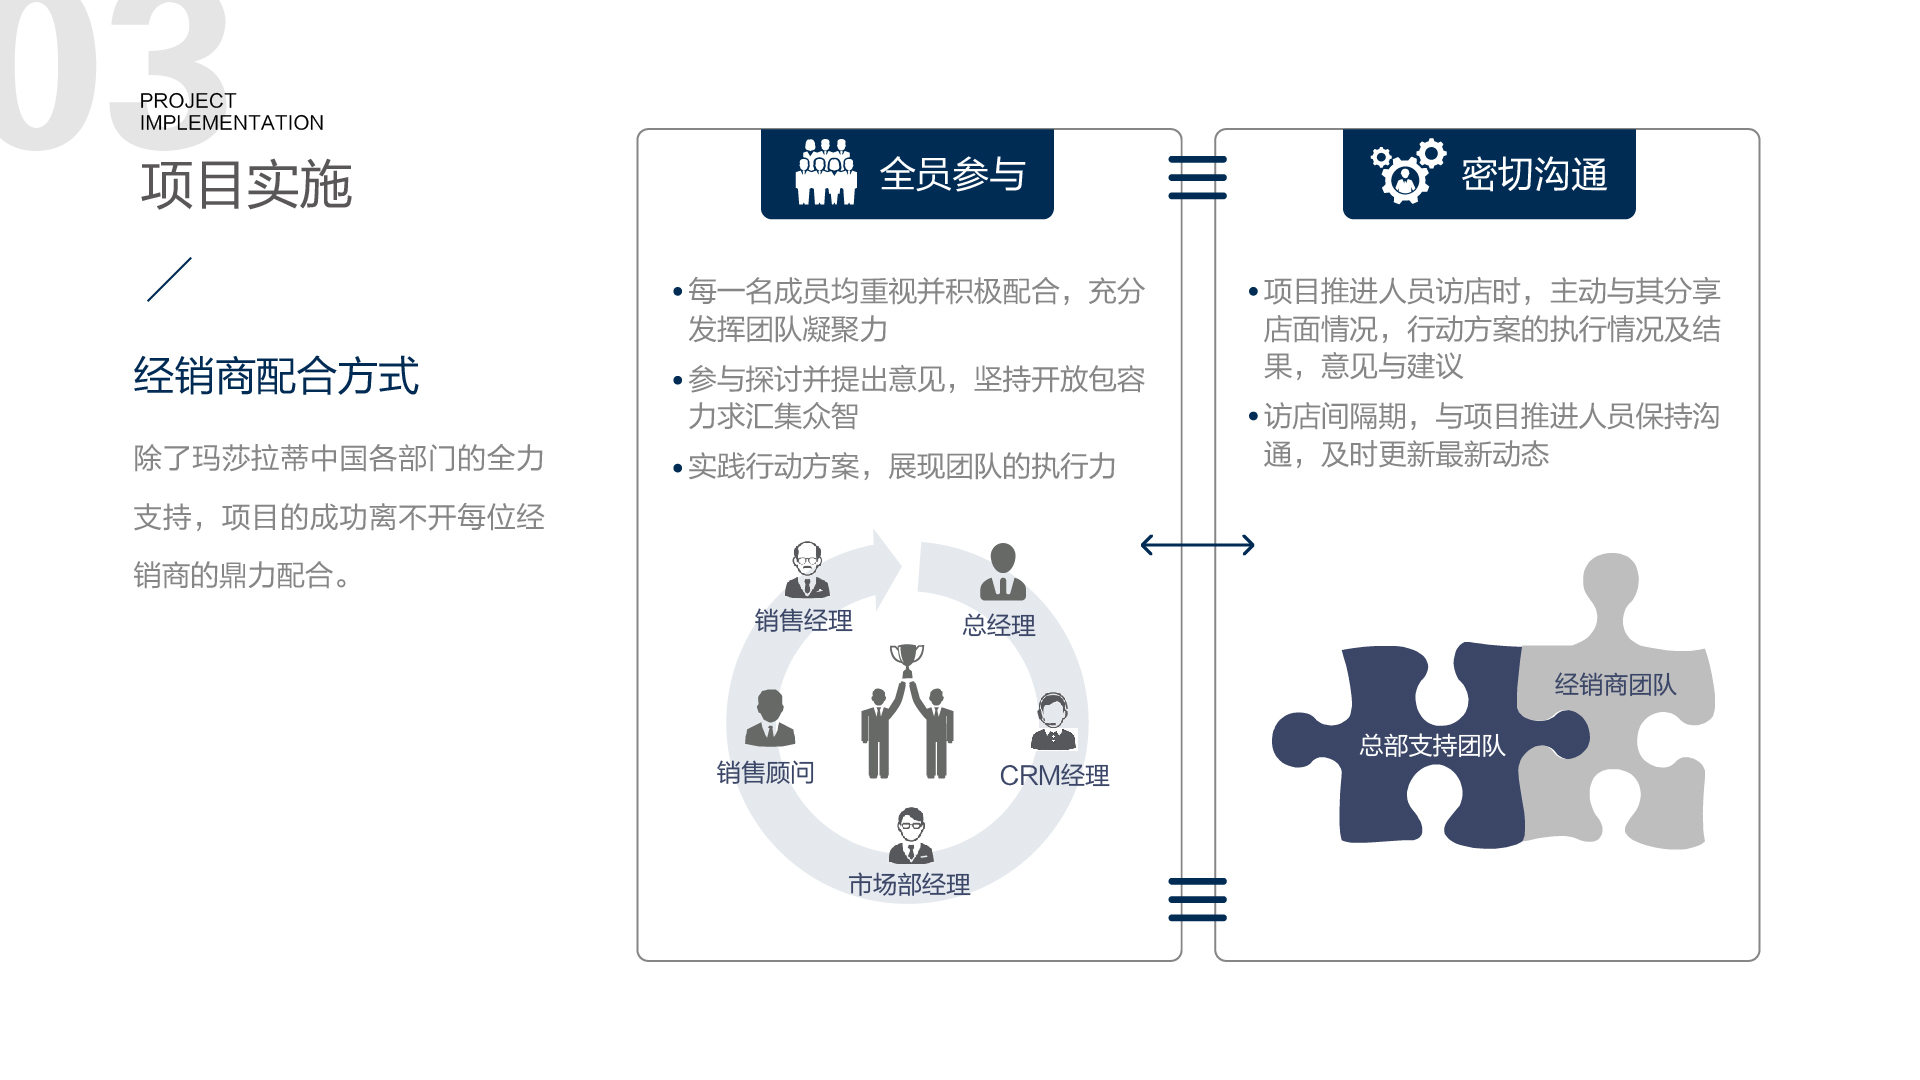 03
PROJECT
IMPLEMENTATION
项目实施
经销商配合方式
除了玛莎拉蒂中国各部门的全力
支持，项目的成功离不开每位经
销商的鼎力配合。
全员参与
•每一名成员均重视并积极配合，充分
发挥团队凝聚力
•参与探讨并提出意见，坚持开放包容
力求汇集众智
•实践行动方案，展现团队的执行力
销售经理
总经理
销售顾问
CRM经理
市场部经理
密切沟通
•项目推进人员访店时，主动与其分享
店面情况，行动方案的执行情况及结
果，意见与建议
•访店间隔期，与项目推进人员保持沟
通，及时更新最新动态
经销商团队
总部支持团队